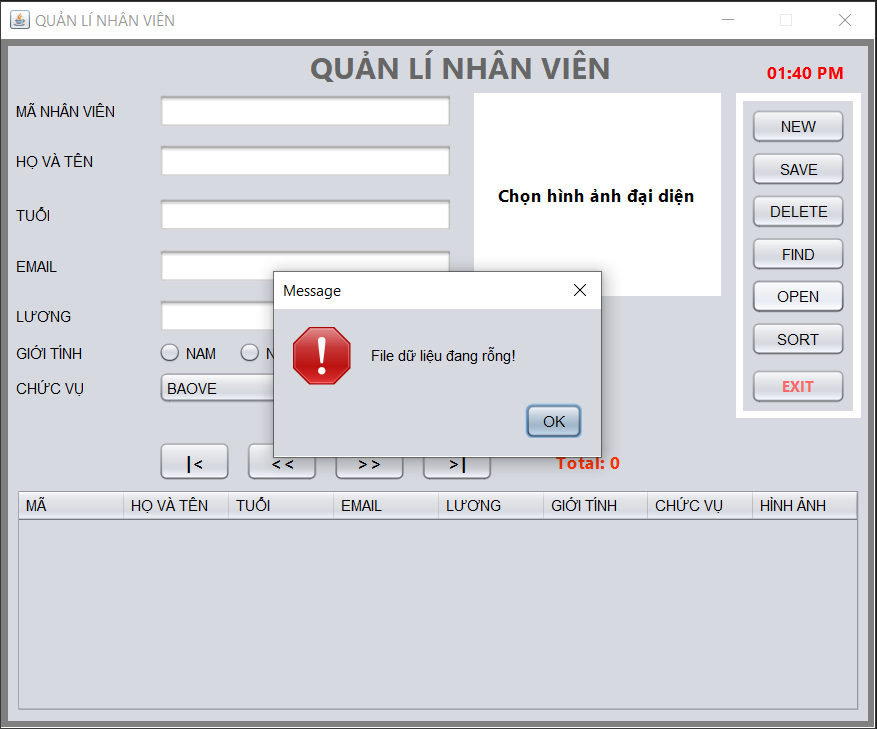 QUẢN LÍ NHÂN VIÊN
QUẢN LÍ NHÂN VIÊN
01:40 PM
MÃ NHÂN VIÊN
HỌ VÀ TÊN
TUỔI
EMAIL
LƯƠNG
GIỚI TÍNH
NAM
N
CHỨC VỤ
BAOVE
Chọn hình ảnh đại diện
NEW
SAVE
DELETE
FIND
OPEN
SORT
EXIT
Message
File dữ liệu đang rỗng!
OK
|<
<<
>>
>|
Total: 0
MÃ HỌ VÀ TÊN TUỔI EMAIL LƯƠNG GIỚI TÍNH CHỨC VỤ HÌNH ẢNH